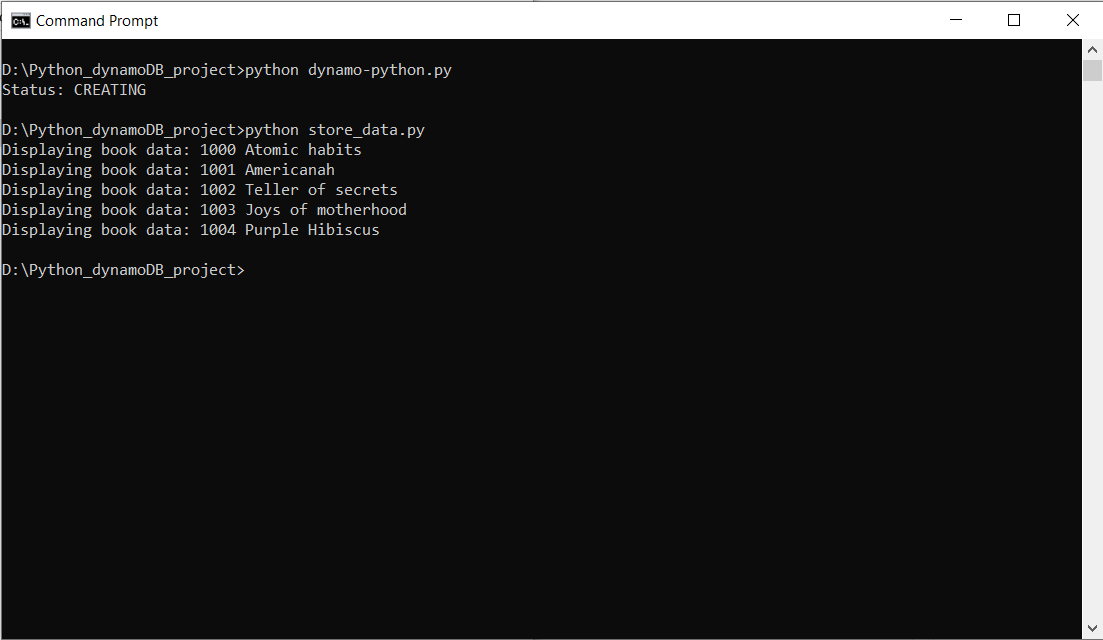 Command Prompt
D:\Python_dynamoDB_project>python dynamo-python.py
Status: CREATING
D:\Python_dynamoDB_project>python store_data.py
Displaying book data: 1000 Atomic habits
Displaying book data: 1001 Americanah
Displaying book data: 1002 Teller of secrets
Displaying book data: 1003 Joys of motherhood
Displaying book data: 1004 Purple Hibiscus
D:\Python_dynamoDB_project>